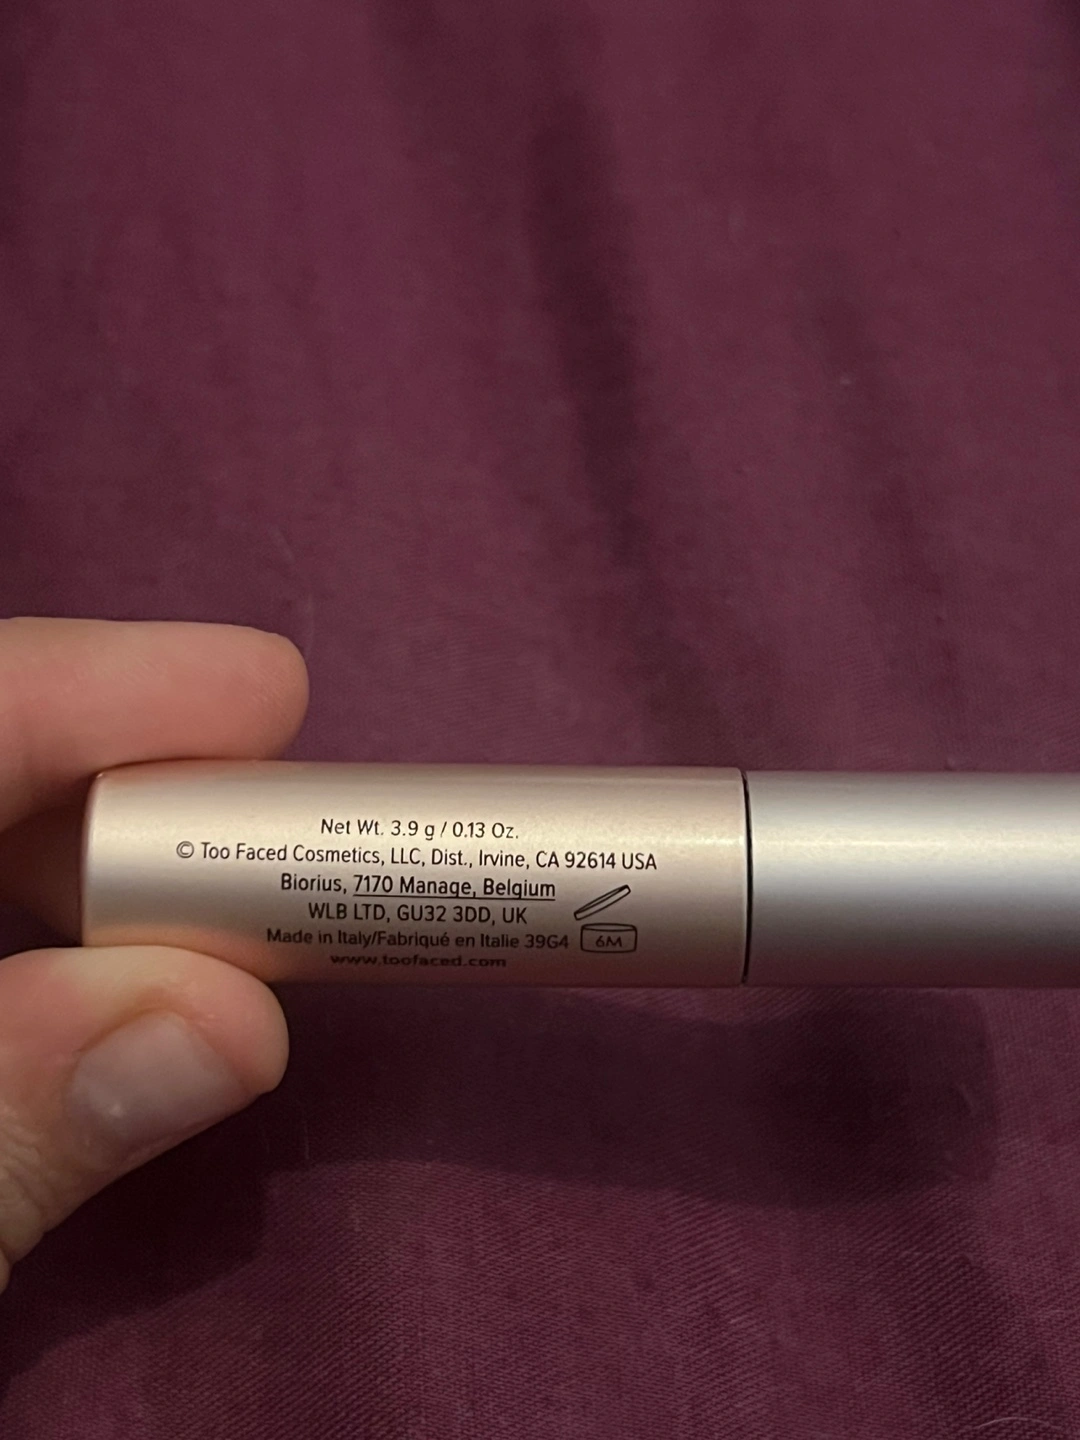 Net Wt. 3.9 g / 0.13 Oz.
© Too Faced Cosmetics, LLC, Dist., Irvine, CA 92614 USA
Biorius, 7170 Manage, Belgium
WLB LTD, GU32 3DD, UK
Made in Italy/Fabriqué en Italie 39G4
6M
www.toofaced.com